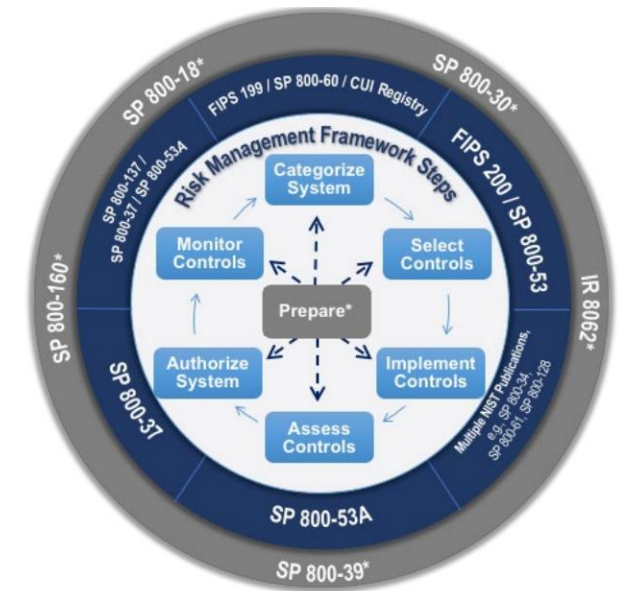 SP 800-18*
SP 800-30*
IR 8062*
SP 800-39*
SP 800-160*
FIPS 199 / SP 800-60 / CUI Registry
FIPS 200 / SP 800-53
Multiple NIST Publications,
e.g., SP 800-34,
SP 800-61, SP 800-128
SP 800-53A
SP 800-37
SP 800-137 /
SP 800-37 / SP 800-53A
Risk Management Framework Steps
Categorize
System
Select
Controls
Implement
Controls
Assess
Controls
Authorize
System
Monitor
Controls
Prepare*